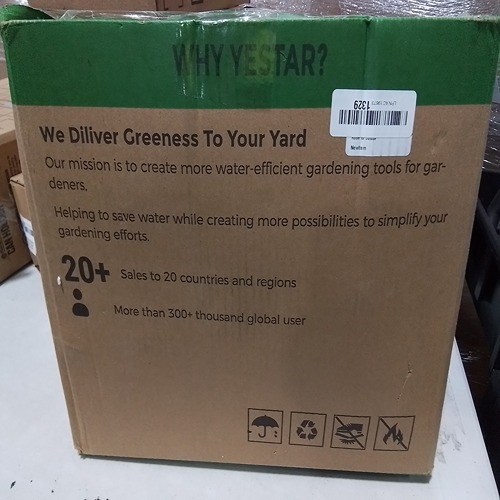 WHY YESTAR?
1329
We Diliver Greeness To Your Yard
Our mission is to create more water-efficient gardening tools for gar-
deners.
Helping to save water while creating more possibilities to simplify your
gardening efforts.
20+ Sales to 20 countries and regions
More than 300+ thousand global user